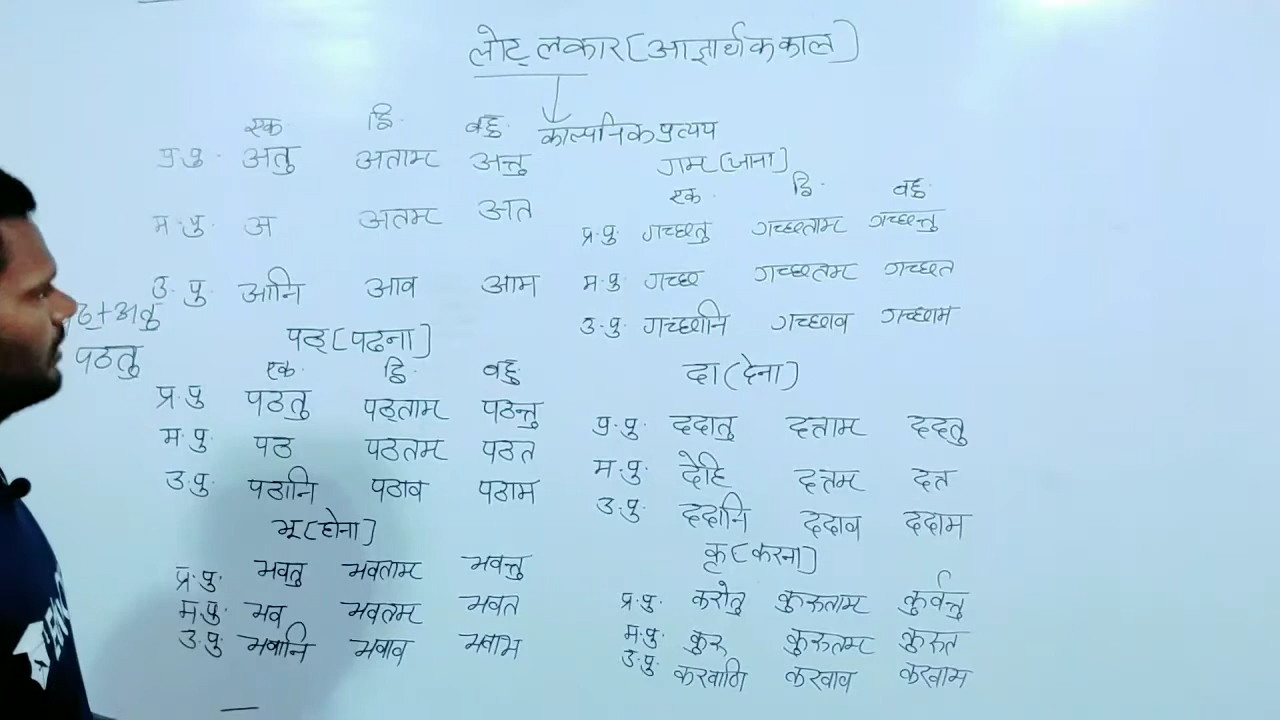 लोट् लकार (आज्ञार्थक काल)
काल्पनिक प्रत्यय
एक. द्वि. बहु.
प्र.पु. अतु अताम् अन्तु
म.पु. अ अतम् अत
उ.पु. आनि आव आम
पठ्+अतु
पठतु
पठ् (पढना)
एक. द्वि. बहु.
प्र.पु पठतु पठ्ताम् पठन्तु
म.पु. पठ पठतम् पठत
उ.पु. पठानि पठाव पठाम
भू (होना)
प्र.पु. भवतु भवताम् भवन्तु
म.पु. भव भवतम् भवत
उ.पु भवानि भवाव भवाम
गम् (जाना)
एक. द्वि. बहु.
प्र.पु गच्छतु गच्छताम् गच्छन्तु
म.पु गच्छ गच्छतम् गच्छत
उ.पु. गच्छानि गच्छाव गच्छाम
दा (देना)
प्र.पु. ददातु दत्ताम् ददतु
म.पु. देहि दत्तम् दत्त
उ.पु. ददानि ददाव ददाम
कृ (करना)
प्र.पु. करोतु कुरूताम् कुर्वन्तु
म.पु. कुरु कुरूतम् कुरुत
उ.पु. करवाणि करवाव करवाम